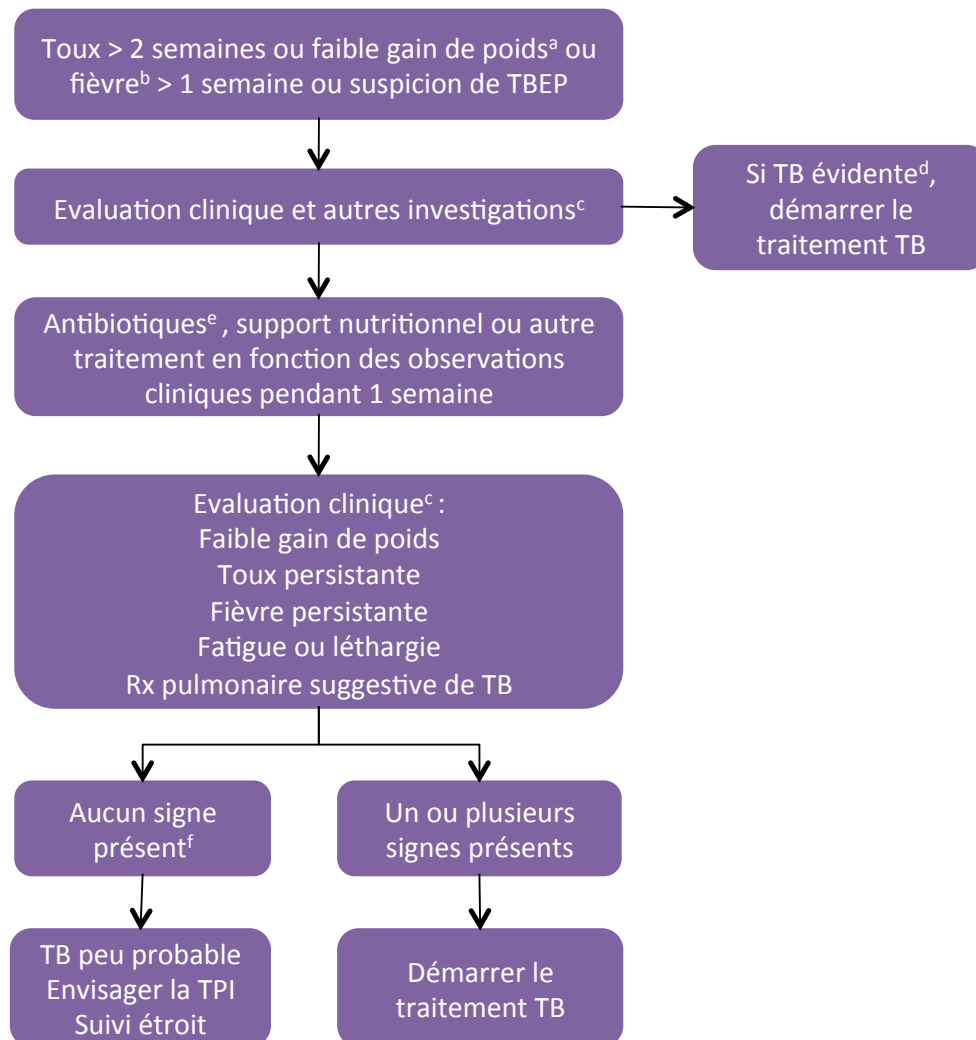 Toux > 2 semaines ou faible gain de poidsᵃ ou
fièvreᵇ > 1 semaine ou suspicion de TBEP
Evaluation clinique et autres investigationsᶜ
Si TB évidenteᵈ,
démarrer le
traitement TB
Antibiotiquesᵉ , support nutritionnel ou autre
traitement en fonction des observations
cliniques pendant 1 semaine
Evaluation cliniqueᶜ :
Faible gain de poids
Toux persistante
Fièvre persistante
Fatigue ou léthargie
Rx pulmonaire suggestive de TB
Aucun signe
présentᶠ
Un ou plusieurs
signes présents
TB peu probable
Envisager la TPI
Suivi étroit
Démarrer le
traitement TB